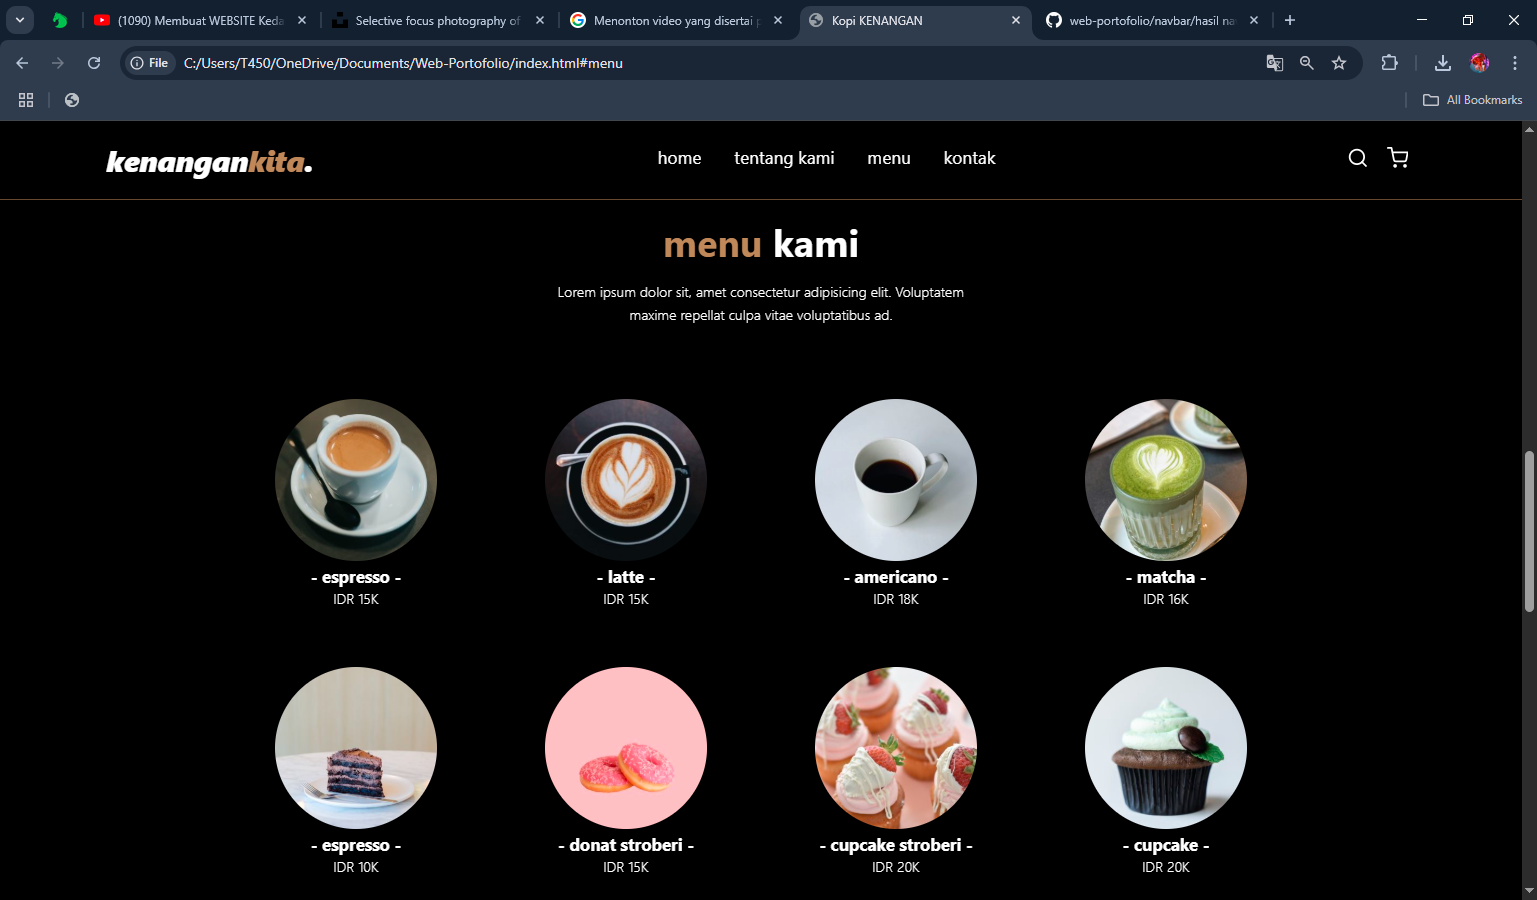 (1090) Membuat WEBSITE Keda
Selective focus photography of
Menonton video yang disertai p
Kopi KENANGAN
web-portofolio/navbar/hasil na
File
C:/Users/T450/OneDrive/Documents/Web-Portofolio/index.html#menu
All Bookmarks
kenangankita.
home
tentang kami
menu
kontak
menu kami
Lorem ipsum dolor sit, amet consectetur adipisicing elit. Voluptatem
maxime repellat culpa vitae voluptatibus ad.
- espresso -
IDR 15K
- latte -
IDR 15K
- americano -
IDR 18K
- matcha -
IDR 16K
- espresso -
IDR 10K
- donat stroberi -
IDR 15K
- cupcake stroberi -
IDR 20K
- cupcake -
IDR 20K